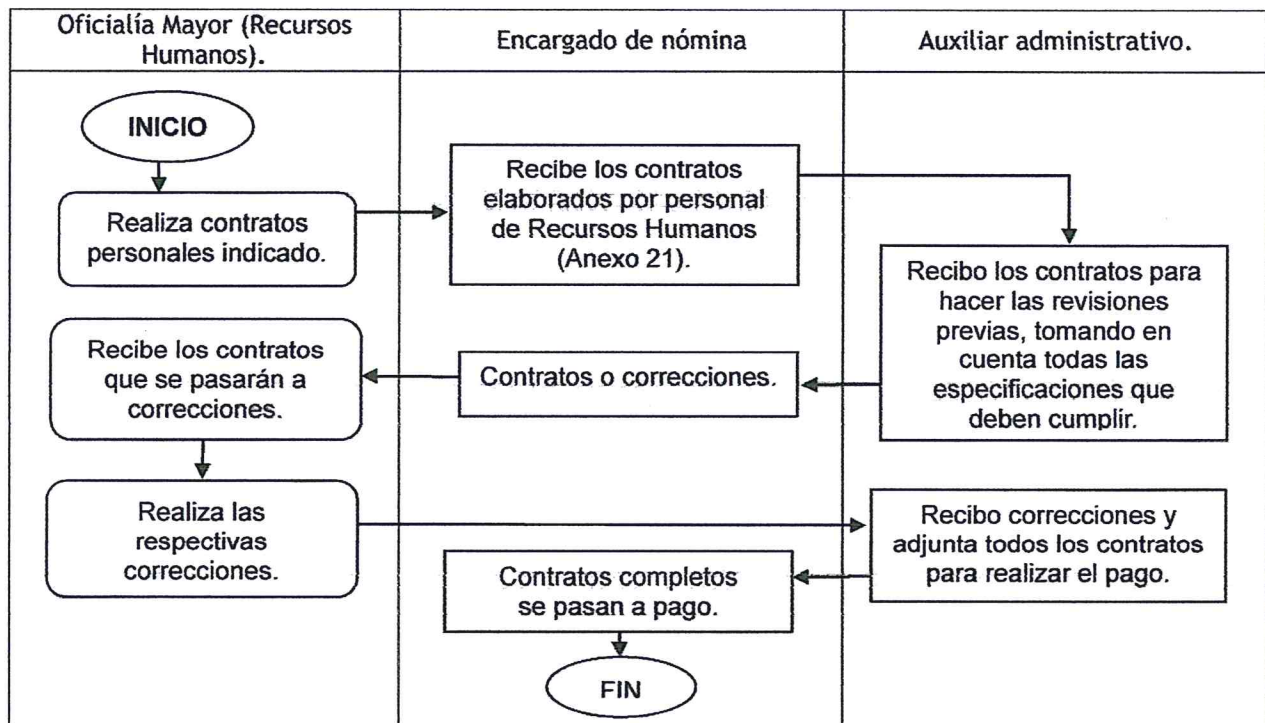 Oficialía Mayor (Recursos
Humanos).
Encargado de nómina
Auxiliar administrativo.
INICIO
Realiza contratos
personales indicado.
Recibe los contratos
elaborados por personal
de Recursos Humanos
(Anexo 21).
Recibo los contratos para
hacer las revisiones
previas, tomando en
cuenta todas las
especificaciones que
deben cumplir.
Contratos o correcciones.
Recibe los contratos
que se pasarán a
correcciones.
Realiza las
respectivas
correcciones.
Recibo correcciones y
adjunta todos los contratos
para realizar el pago.
Contratos completos
se pasan a pago.
FIN